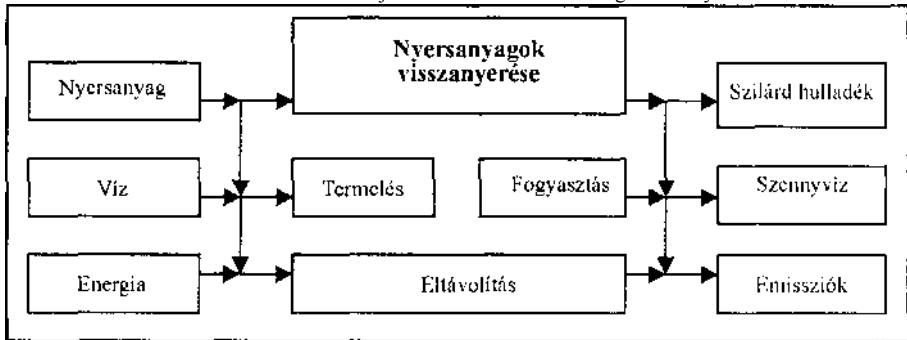 Nyersanyagok
visszanyerése
Nyersanyag
Szilárd hulladék
Víz
Termelés
Fogyasztás
Szennyvíz
Energia
Eltávolítás
Emissziók